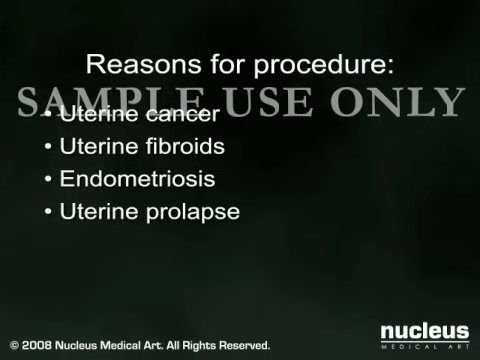 Reasons for procedure:
SAMPLE USE ONLY
• Uterine cancer
• Uterine fibroids
• Endometriosis
• Uterine prolapse
nucleus
MEDICAL ART
© 2008 Nucleus Medical Art. All Rights Reserved.